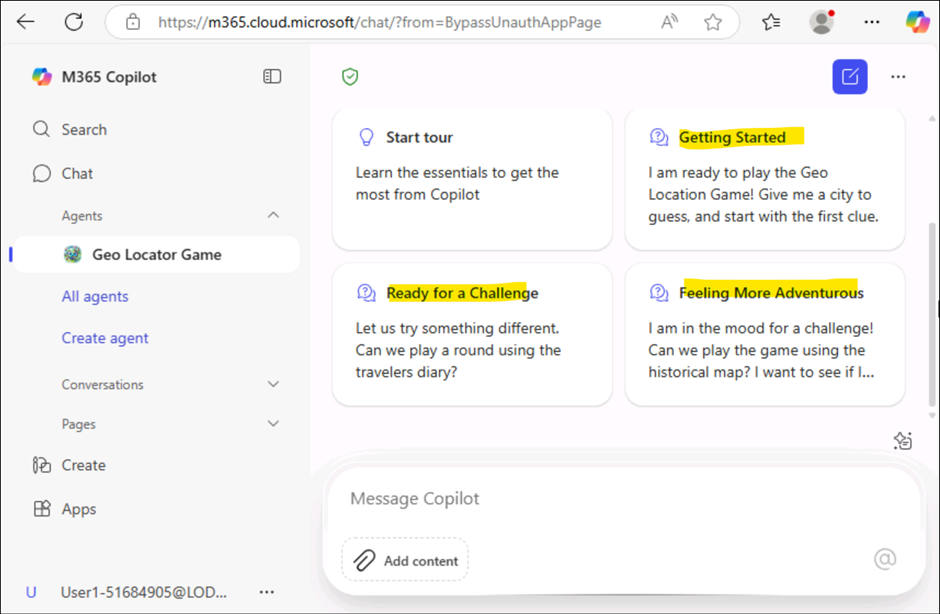 https://m365.cloud.microsoft/chat/?from=BypassUnauthAppPage
M365 Copilot
Search
Chat
Agents
Geo Locator Game
All agents
Create agent
Conversations
Pages
Create
Apps
U User1-51684905@LOD...
Start tour
Learn the essentials to get the
most from Copilot
Getting Started
I am ready to play the Geo
Location Game! Give me a city to
guess, and start with the first clue.
Ready for a Challenge
Let us try something different.
Can we play a round using the
travelers diary?
Feeling More Adventurous
I am in the mood for a challenge!
Can we play the game using the
historical map? I want to see if I...
Message Copilot
Add content
@